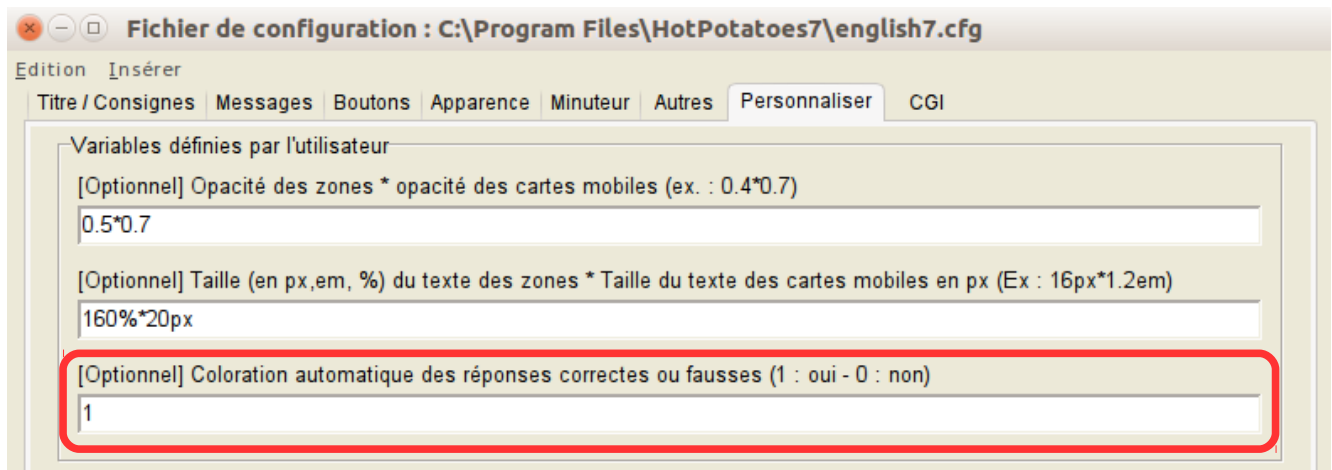 Fichier de configuration : C:\Program Files\HotPotatoes7\english7.cfg
Edition Insérer
Titre / Consignes Messages Boutons Apparence Minuteur Autres Personnaliser CGI
Variables définies par l'utilisateur
[Optionnel] Opacité des zones * opacité des cartes mobiles (ex. : 0.4*0.7)
0.5*0.7
[Optionnel] Taille (en px,em, %) du texte des zones * Taille du texte des cartes mobiles en px (Ex : 16px*1.2em)
160%*20px
[Optionnel] Coloration automatique des réponses correctes ou fausses (1 : oui - 0 : non)
1